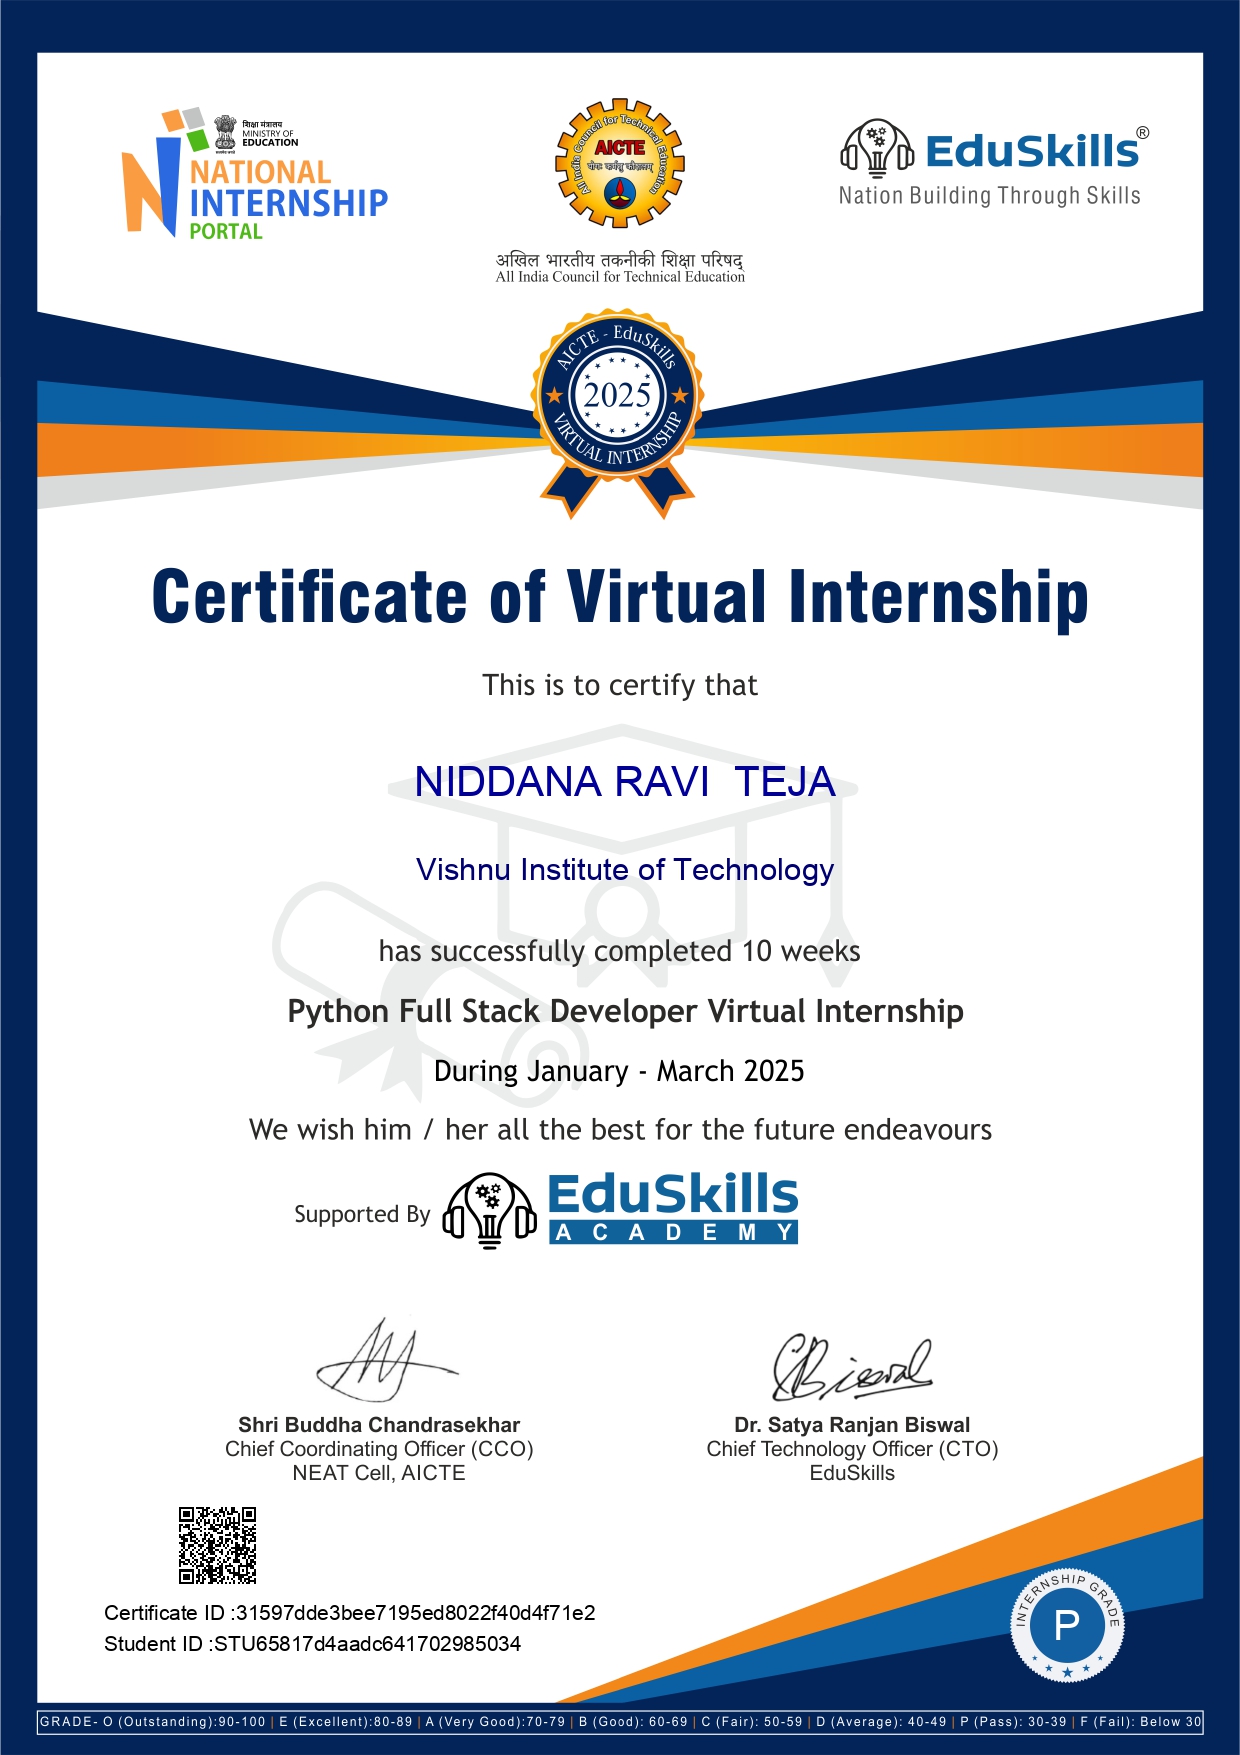 शिक्षा मंत्रालय
MINISTRY OF
EDUCATION
NATIONAL
INTERNSHIP
PORTAL
All India Council for Technical Education
AICTE
योगः कर्मसु कौशलम्
अखिल भारतीय तकनीकी शिक्षा परिषद्
All India Council for Technical Education
EduSkills®
Nation Building Through Skills
AICTE - EduSkills
2025
VIRTUAL INTERNSHIP
Certificate of Virtual Internship
This is to certify that
NIDDANA RAVI  TEJA
Vishnu Institute of Technology
has successfully completed 10 weeks
Python Full Stack Developer Virtual Internship
During January - March 2025
We wish him / her all the best for the future endeavours
Supported By
EduSkills
ACADEMY
Shri Buddha Chandrasekhar
Chief Coordinating Officer (CCO)
NEAT Cell, AICTE
Biswal
Dr. Satya Ranjan Biswal
Chief Technology Officer (CTO)
EduSkills
Certificate ID :31597dde3bee7195ed8022f40d4f71e2
Student ID :STU65817d4aadc641702985034
INTERNSHIP GRADE
P
GRADE- O (Outstanding):90-100 | E (Excellent):80-89 | A (Very Good):70-79 | B (Good): 60-69 | C (Fair): 50-59 | D (Average): 40-49 | P (Pass): 30-39 | F (Fail): Below 30